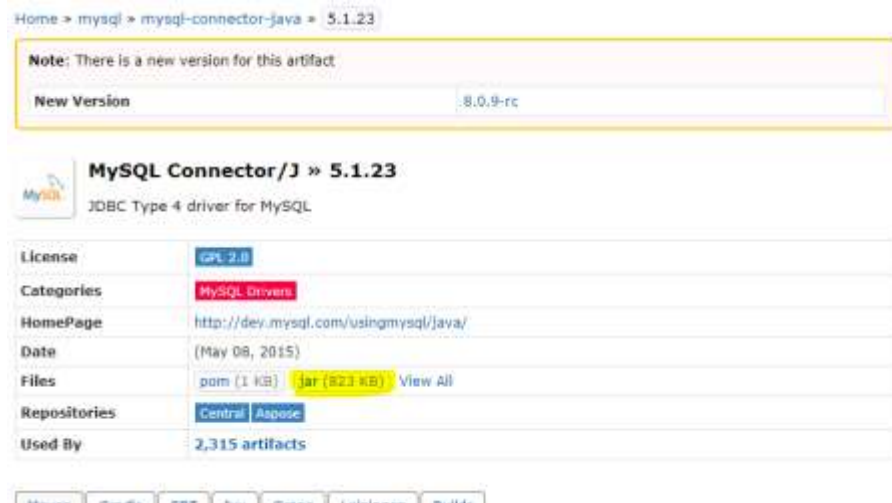 Home » mysql » mysql-connector-java » 5.1.23
Note: There is a new version for this artifact
New Version 8.0.9-rc
MySQL
MySQL Connector/J » 5.1.23
JDBC Type 4 driver for MySQL
License GPL 2.0
Categories MySQL Drivers
HomePage http://dev.mysql.com/usingmysql/java/
Date (May 08, 2015)
Files pom (1 KB) jar (823 KB) View All
Repositories Central Aspose
Used By 2,315 artifacts